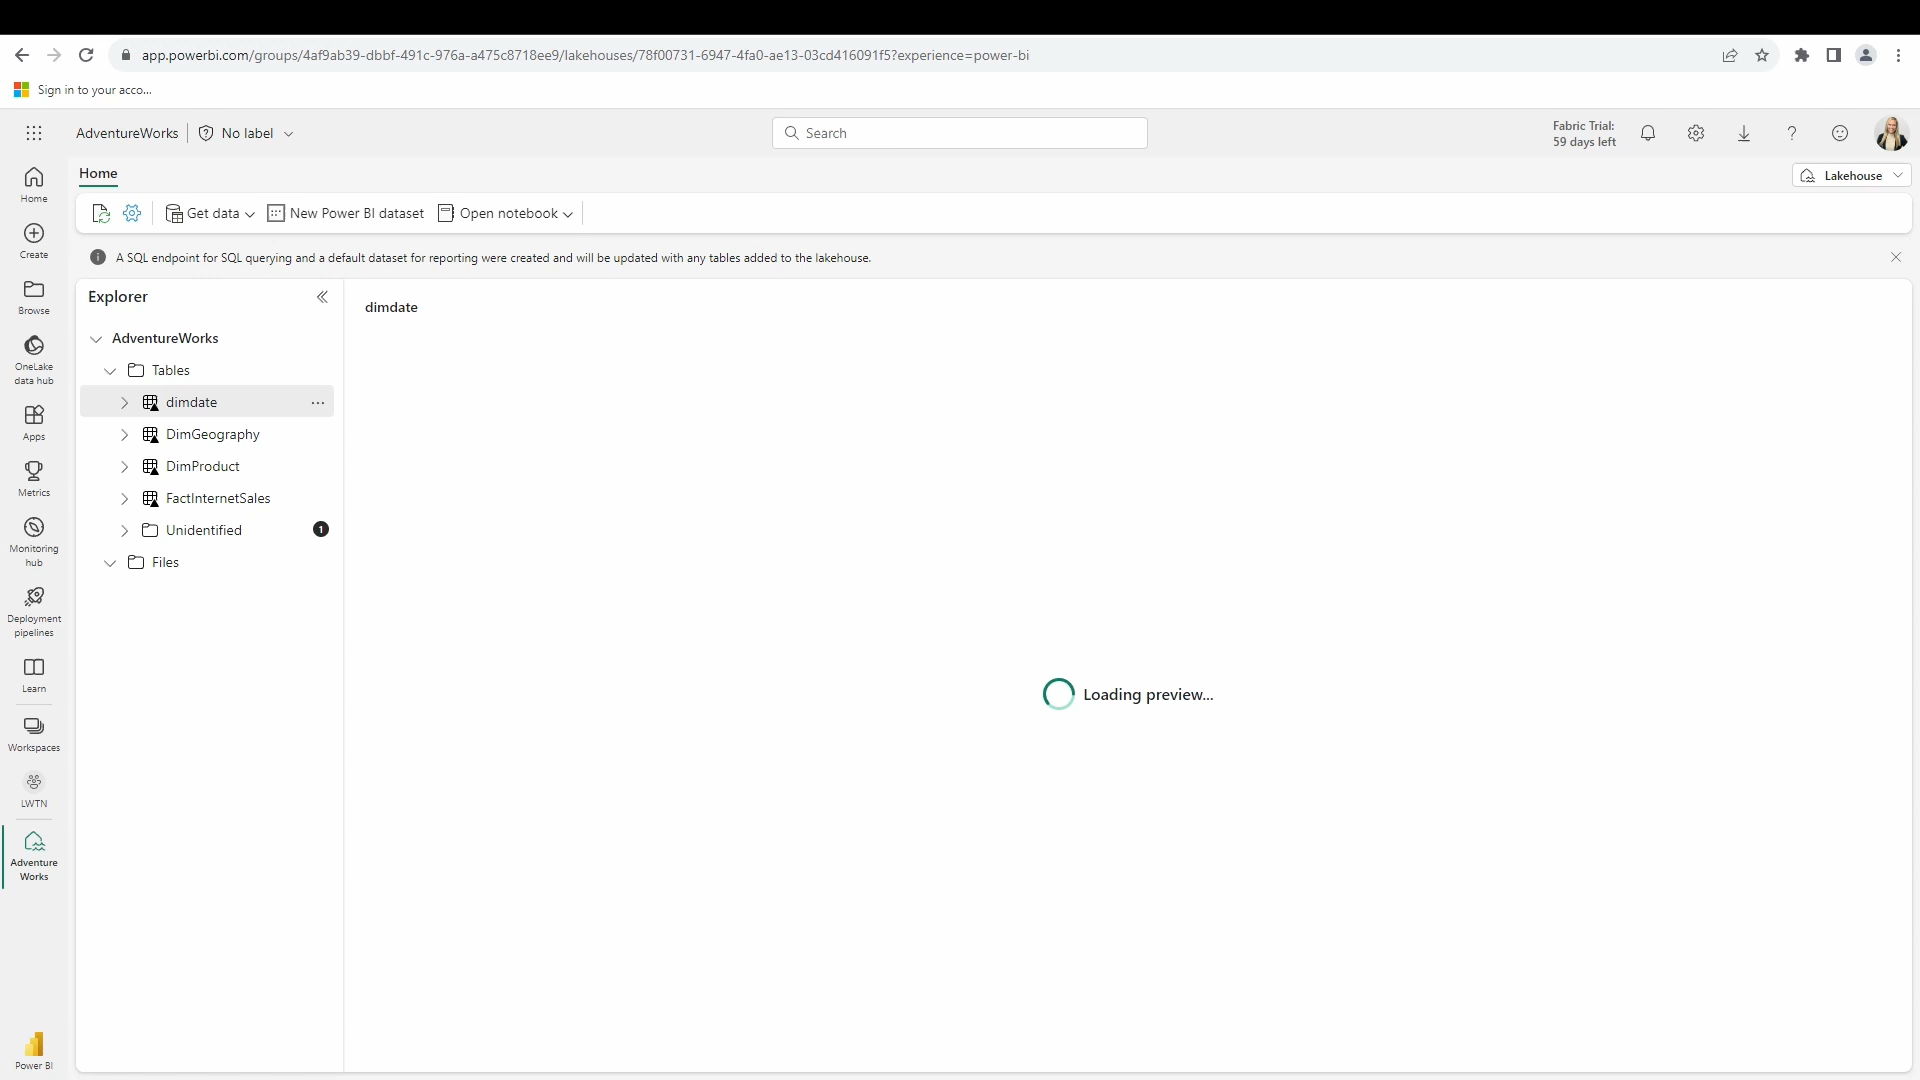 app.powerbi.com/groups/4af9ab39-dbbf-491c-976a-a475c8718ee9/lakehouses/78f00731-6947-4fa0-ae13-03cd416091f5?experience=power-bi
Sign in to your acco...
AdventureWorks
No label
Search
Fabric Trial:
59 days left
?
Home
Lakehouse
Get data
New Power BI dataset
Open notebook
A SQL endpoint for SQL querying and a default dataset for reporting were created and will be updated with any tables added to the lakehouse.
Home
Create
Browse
OneLake
data hub
Apps
Metrics
Monitoring
hub
Deployment
pipelines
Learn
Workspaces
LWTN
Adventure
Works
Power BI
Explorer
AdventureWorks
Tables
dimdate
DimGeography
DimProduct
FactInternetSales
Unidentified
1
Files
dimdate
Loading preview...